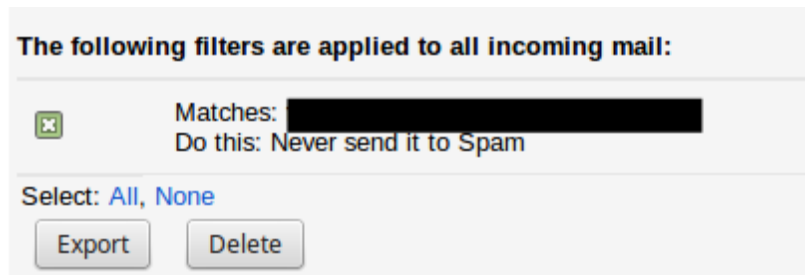 The following filters are applied to all incoming mail:
Matches:
Do this: Never send it to Spam
Select: All, None
Export Delete